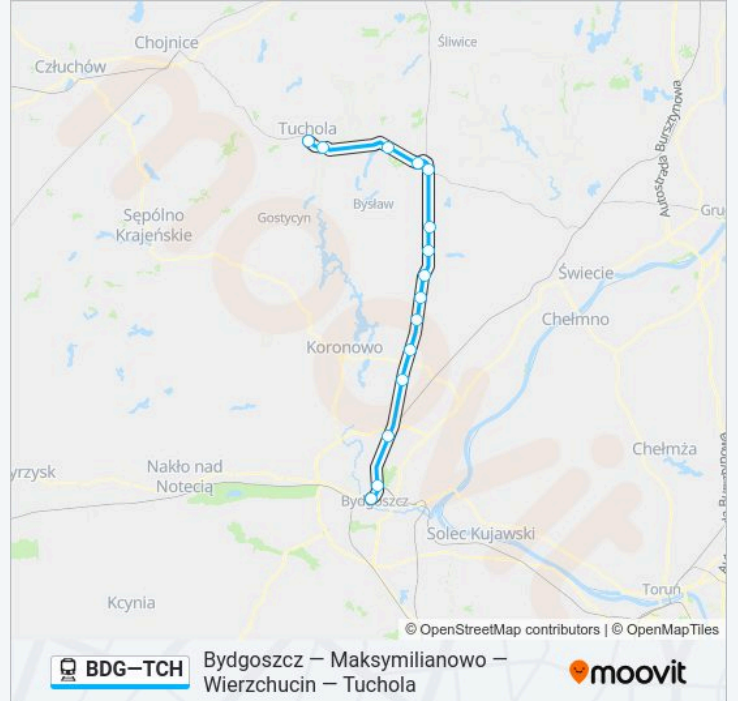 Chojnice
Śliwice
Człuchów
Tuchola
Autostrada Bursztynowa
Sępólno
Krajeńskie
Gostycyn
Bysław
Gru
Świecie
Chełmno
Koronowo
Chełmża
yrzysk
Nakło nad
Notecią
Bydgoszcz
Solec Kujawski
Toruń
Kcynia
moovit
© OpenStreetMap contributors | © OpenMapTiles
BDG—TCH
Bydgoszcz — Maksymilianowo —
Wierzchucin — Tuchola
moovit